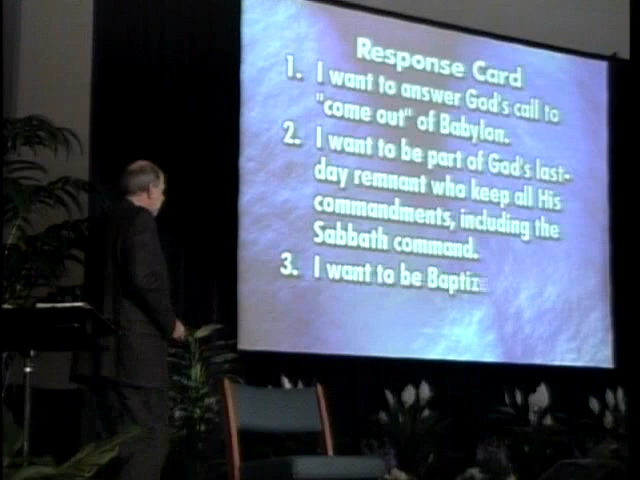 Response Card
1. I want to answer God's call to
"come out" of Babylon.
2. I want to be part of God's last-
day remnant who keep all His
commandments, including the
Sabbath command.
3. I want to be Baptiz